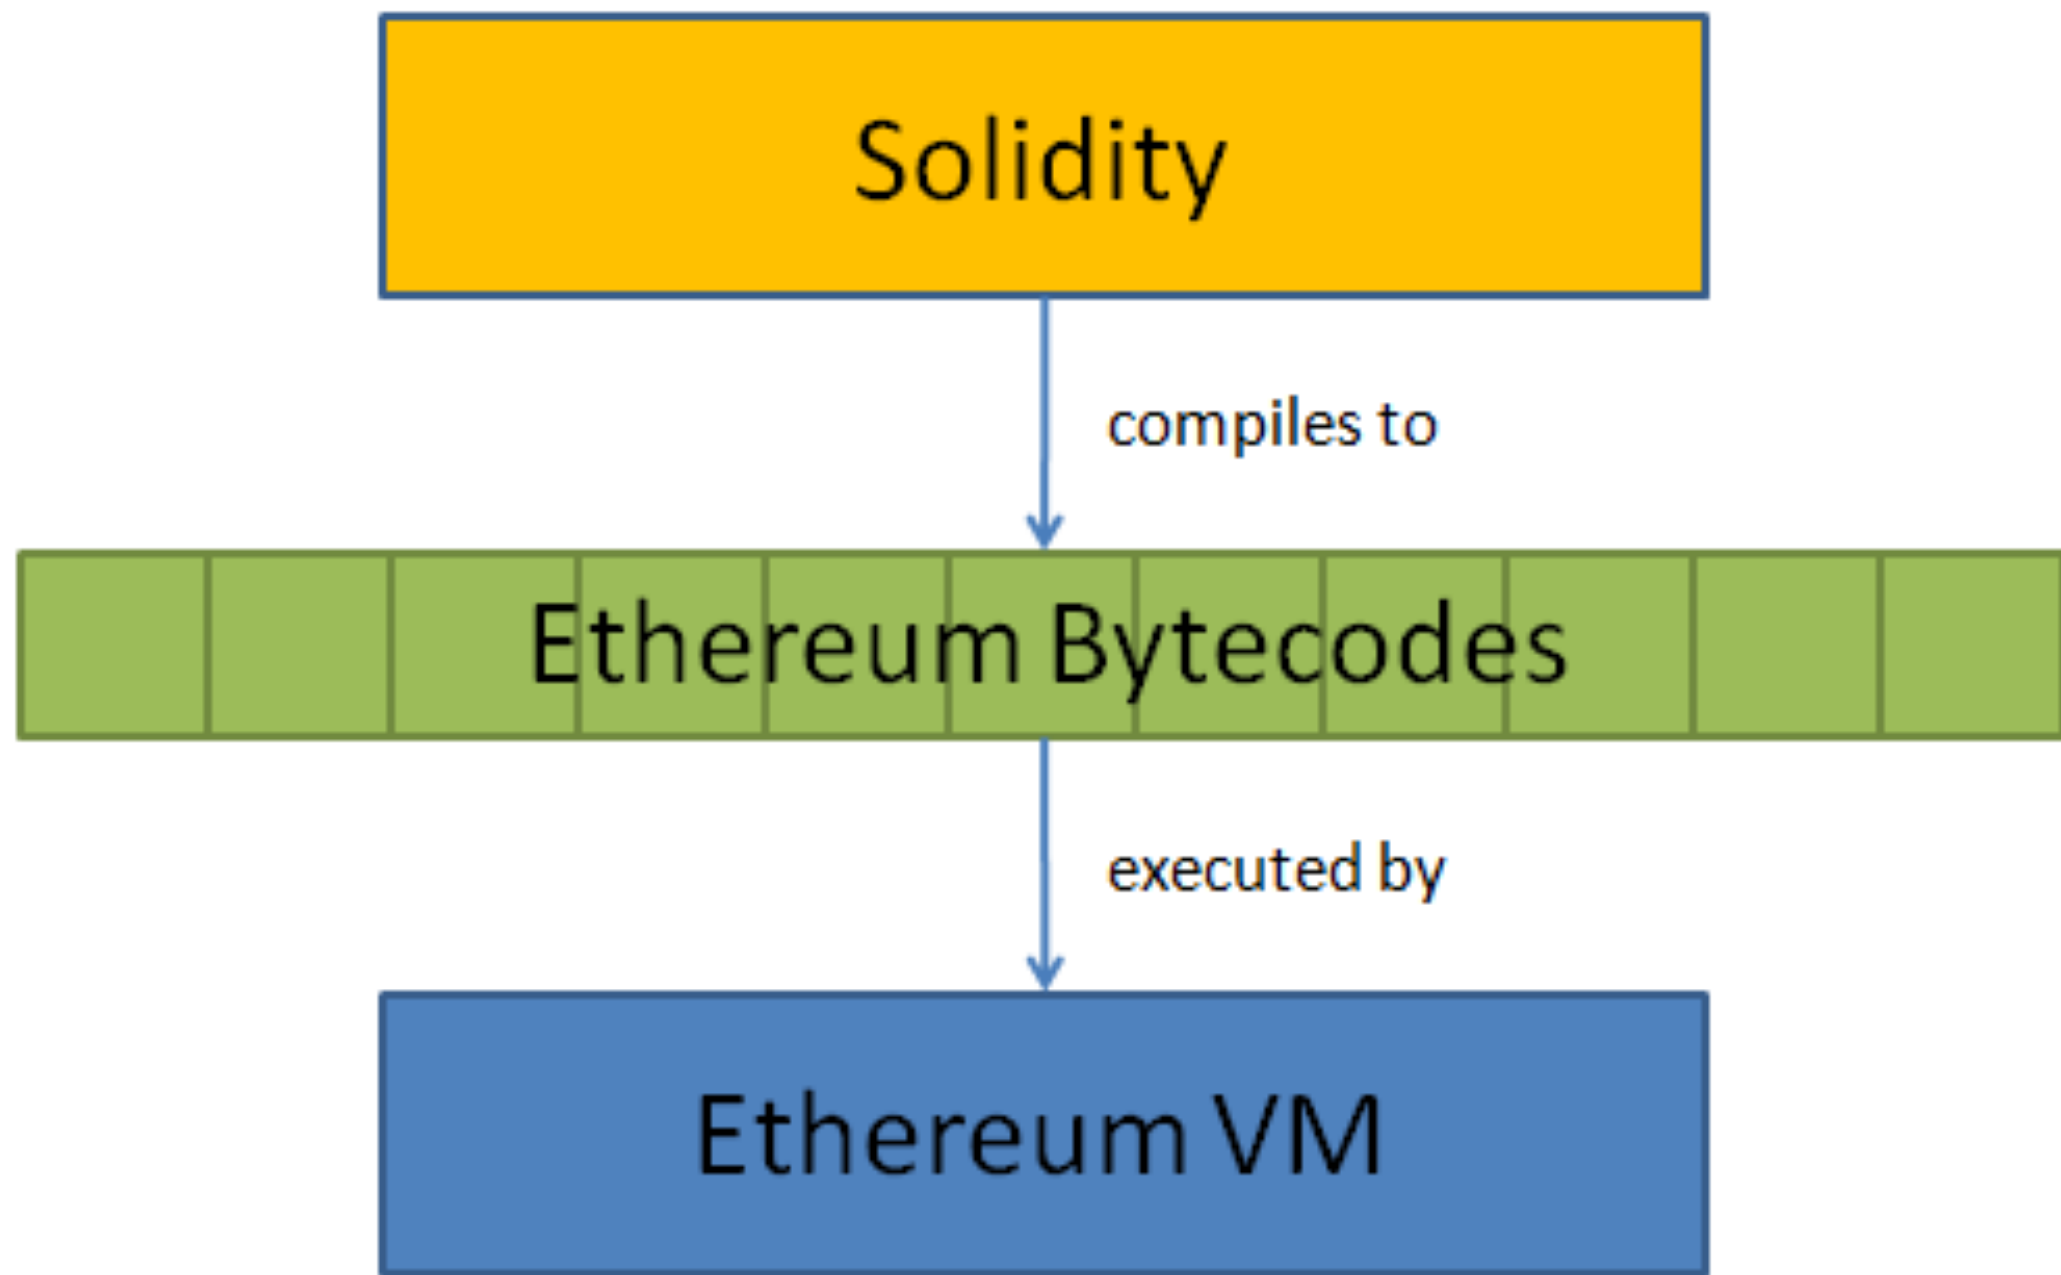 Solidity
compiles to
Ethereum Bytecodes
executed by
Ethereum VM